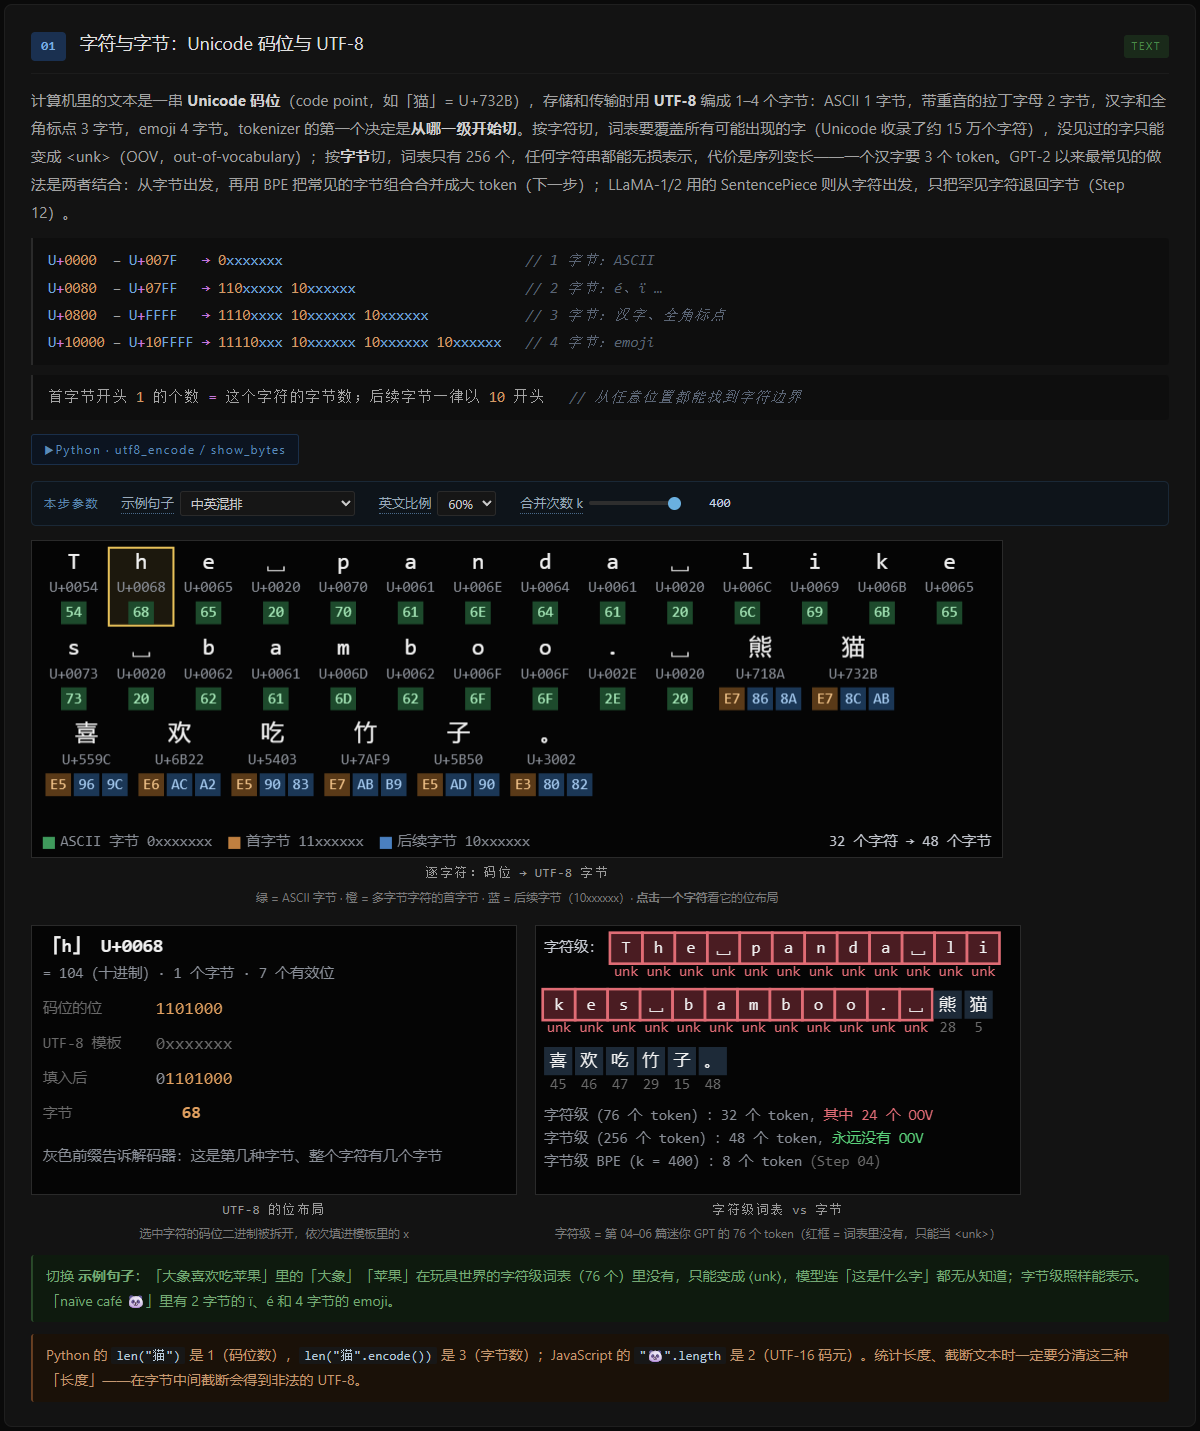 01 字符与字节：Unicode 码位与 UTF-8 TEXT
计算机里的文本是一串 Unicode 码位（code point，如「猫」= U+732B），存储和传输时用 UTF-8 编成 1–4 个字节：ASCII 1 字节，带重音的拉丁字母 2 字节，汉字和全
角标点 3 字节，emoji 4 字节。tokenizer 的第一个决定是从哪一级开始切。按字符切，词表要覆盖所有可能出现的字（Unicode 收录了约 15 万个字符），没见过的字只能
变成 <unk>（OOV，out-of-vocabulary）；按字节切，词表只有 256 个，任何字符串都能无损表示，代价是序列变长——一个汉字要 3 个 token。GPT-2 以来最常见的做
法是两者结合：从字节出发，再用 BPE 把常见的字节组合合并成大 token（下一步）；LLaMA-1/2 用的 SentencePiece 则从字符出发，只把罕见字符退回字节（Step
12）。
U+0000 – U+007F → 0xxxxxxx // 1 字节: ASCII
U+0080 – U+07FF → 110xxxxx 10xxxxxx // 2 字节: é、ï …
U+0800 – U+FFFF → 1110xxxx 10xxxxxx 10xxxxxx // 3 字节: 汉字、全角标点
U+10000 – U+10FFFF → 11110xxx 10xxxxxx 10xxxxxx 10xxxxxx // 4 字节: emoji
首字节开头 1 的个数 = 这个字符的字节数；后续字节一律以 10 开头 // 从任意位置都能找到字符边界
▶Python · utf8_encode / show_bytes
本步参数 示例句子 中英混排 英文比例 60% 合并次数 k 400
T h e ⎵ p a n d a ⎵ l i k e
U+0054 U+0068 U+0065 U+0020 U+0070 U+0061 U+006E U+0064 U+0061 U+0020 U+006C U+0069 U+006B U+0065
54 68 65 20 70 61 6E 64 61 20 6C 69 6B 65
s ⎵ b a m b o o . ⎵ 熊 猫
U+0073 U+0020 U+0062 U+0061 U+006D U+0062 U+006F U+006F U+002E U+0020 U+718A U+732B
73 20 62 61 6D 62 6F 6F 2E 20 E7 86 8A E7 8C AB
喜 欢 吃 竹 子 。
U+559C U+6B22 U+5403 U+7AF9 U+5B50 U+3002
E5 96 9C E6 AC A2 E5 90 83 E7 AB B9 E5 AD 90 E3 80 82
ASCII 字节 0xxxxxxx 首字节 11xxxxxx 后续字节 10xxxxxx 32 个字符 → 48 个字节
逐字符: 码位 → UTF-8 字节
绿 = ASCII 字节 · 橙 = 多字节字符的首字节 · 蓝 = 后续字节（10xxxxxx）· 点击一个字符看它的位布局
「h」 U+0068
= 104 (十进制) · 1 个字节 · 7 个有效位
码位的位 1101000
UTF-8 模板 0xxxxxxx
填入后 01101000
字节 68
灰色前缀告诉解码器: 这是第几种字节、整个字符有几个字节
UTF-8 的位布局
选中字符的码位二进制被拆开，依次填进模板里的 x
字符级: T h e ⎵ p a n d a ⎵ l i
unk unk unk unk unk unk unk unk unk unk unk unk
k e s ⎵ b a m b o o . ⎵ 熊 猫
unk unk unk unk unk unk unk unk unk unk unk unk 28 5
喜 欢 吃 竹 子 。
45 46 47 29 15 48
字符级 (76 个 token) : 32 个 token, 其中 24 个 OOV
字节级 (256 个 token) : 48 个 token, 永远没有 OOV
字节级 BPE (k = 400) : 8 个 token (Step 04)
字符级词表 vs 字节
字符级 = 第 04–06 篇迷你 GPT 的 76 个 token（红框 = 词表里没有，只能当 <unk>）
切换 示例句子：「大象喜欢吃苹果」里的「大象」「苹果」在玩具世界的字符级词表（76 个）里没有，只能变成 ⟨unk⟩，模型连「这是什么字」都无从知道；字节级照样能表示。
「naïve café 🐼」里有 2 字节的 ï、é 和 4 字节的 emoji。
Python 的 len("猫") 是 1（码位数），len("猫".encode()) 是 3（字节数）；JavaScript 的 "🐼".length 是 2（UTF-16 码元）。统计长度、截断文本时一定要分清这三种
「长度」——在字节中间截断会得到非法的 UTF-8。